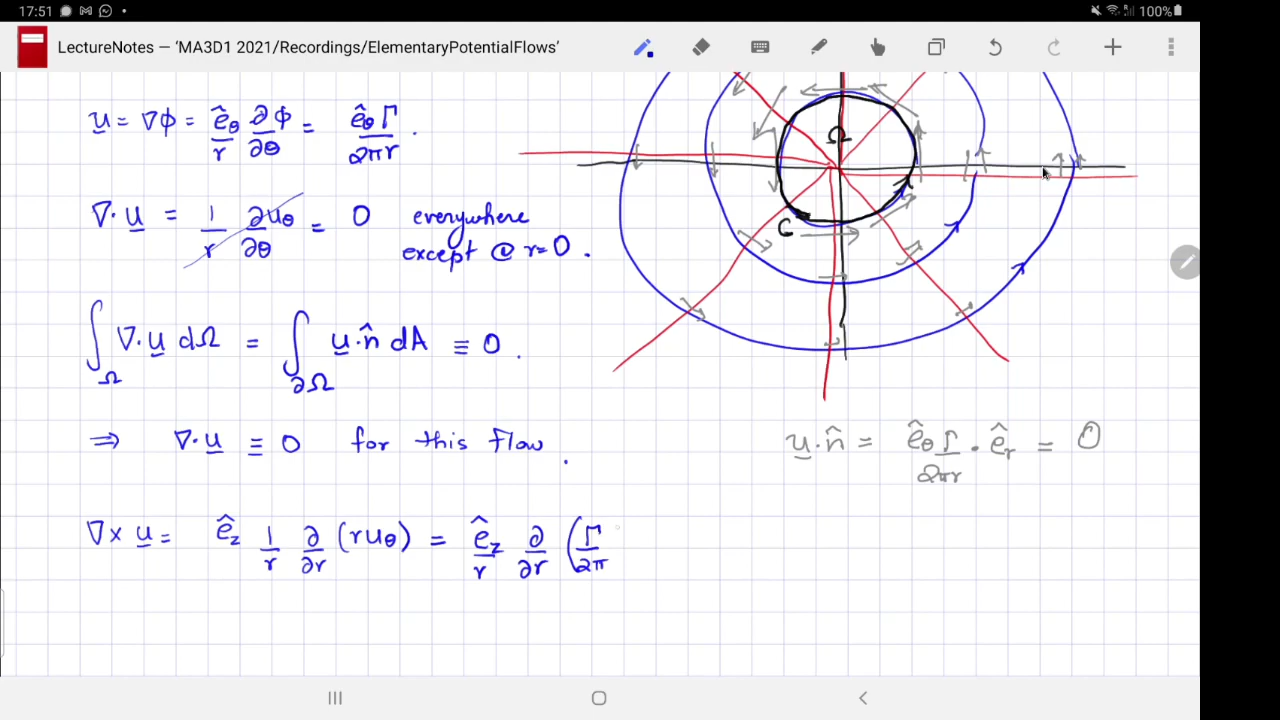 17:51
100%
LectureNotes — ‘MA3D1 2021/Recordings/ElementaryPotentialFlows’
u = ∇φ = ê_θ/r ∂φ/∂θ = ê_θ Γ/2πr .
Ω
∇·u = 1/r ∂u_θ/∂θ = 0 everywhere
except @ r=0 .
C
∫_Ω ∇·u dΩ = ∫_∂Ω u·n̂ dA ≡ 0 .
⇒ ∇·u ≡ 0 for this flow .
u·n̂ = ê_θ Γ/2πr · ê_r = 0
∇× u = ê_z 1/r ∂/∂r (r u_θ) = ê_z/r ∂/∂r (Γ/2π